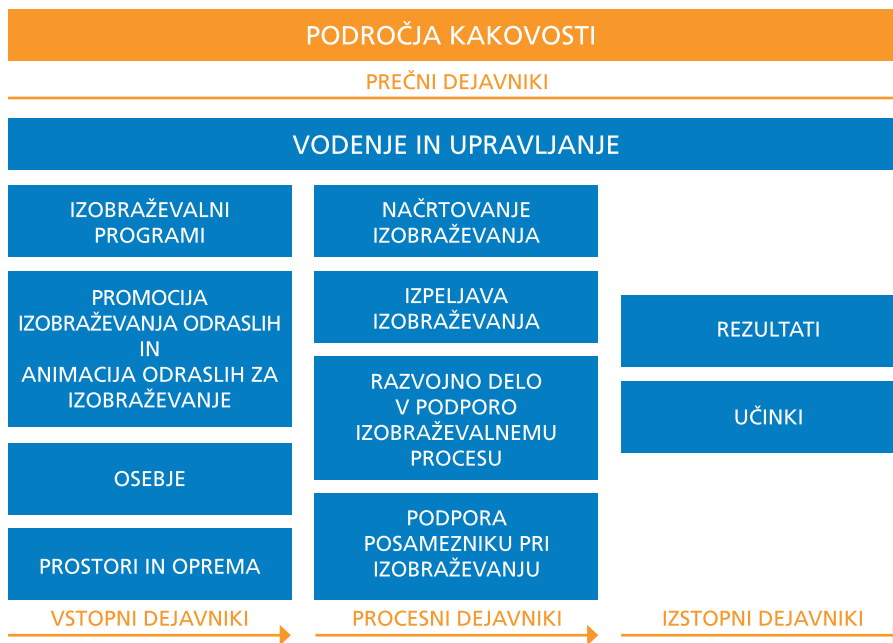 PODROČJA KAKOVOSTI
PREČNI DEJAVNIKI
VODENJE IN UPRAVLJANJE
IZOBRAŽEVALNI
PROGRAMI
PROMOCIJA
IZOBRAŽEVANJA ODRASLIH
IN
ANIMACIJA ODRASLIH ZA
IZOBRAŽEVANJE
OSEBJE
PROSTORI IN OPREMA
VSTOPNI DEJAVNIKI
NAČRTOVANJE
IZOBRAŽEVANJA
IZPELJAVA
IZOBRAŽEVANJA
RAZVOJNO DELO
V PODPORO
IZOBRAŽEVALNEMU
PROCESU
PODPORA
POSAMEZNIKU PRI
IZOBRAŽEVANJU
PROCESNI DEJAVNIKI
REZULTATI
UČINKI
IZSTOPNI DEJAVNIKI